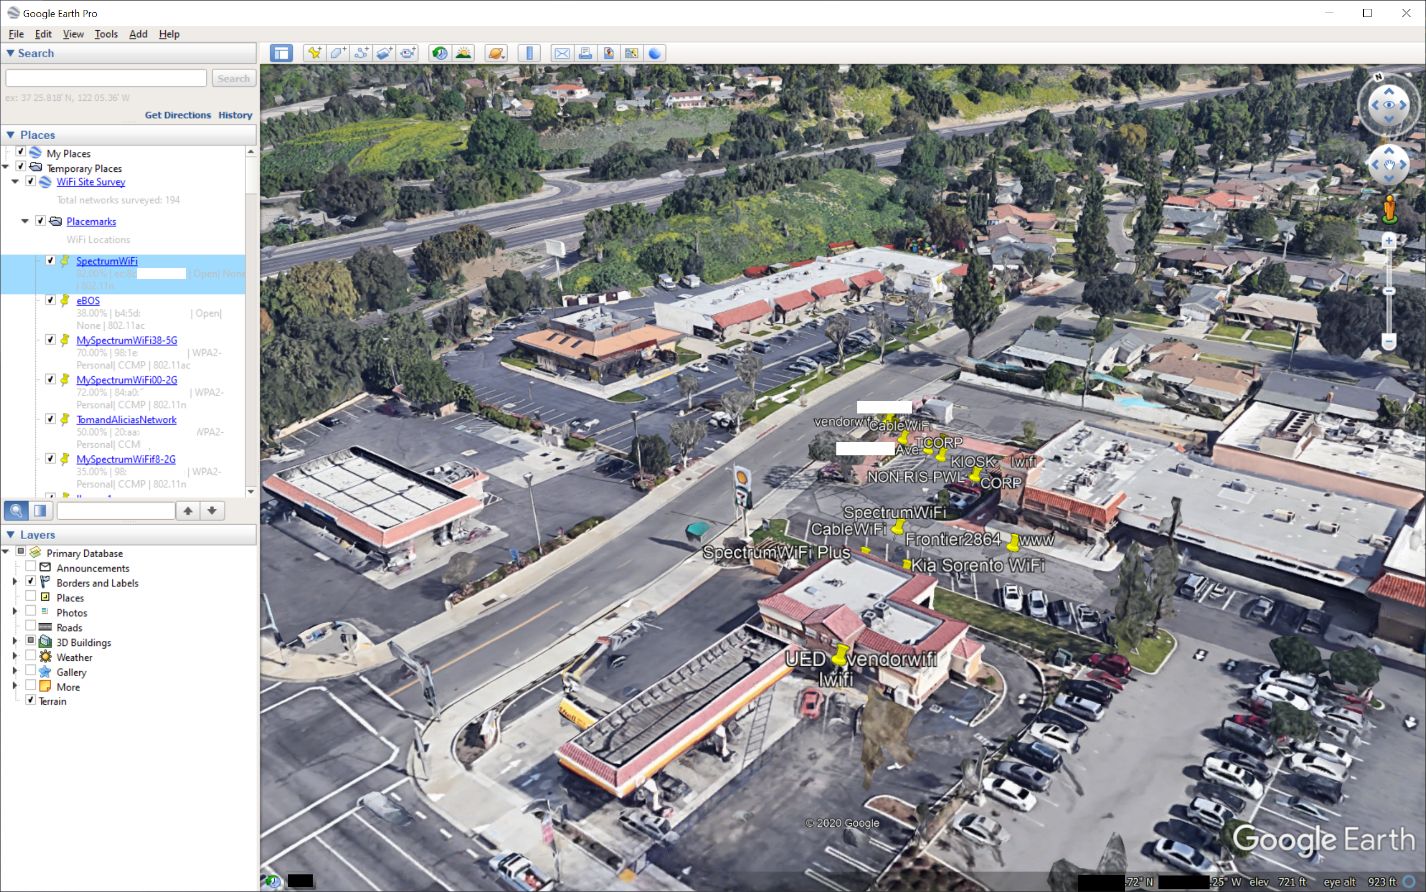 Google Earth Pro
File Edit View Tools Add Help
Search
Search
ex: 37 25.818' N, 122 05.36' W
Get Directions History
Places
My Places
Temporary Places
WiFi Site Survey
Total networks surveyed: 194
Placemarks
WiFi Locations
SpectrumWiFi
| Open| None
| 802.11n
eBOS
38.00% | b4:5d: | Open|
None | 802.11ac
MySpectrumWiFi38-5G
70.00% | 98:1e: | WPA2-
Personal| CCMP | 802.11ac
MySpectrumWiFi00-2G
72.00% | 84:a0: | WPA2-
Personal| CCMP | 802.11n
TomandAliciasNetwork
50.00% | 20:aa: WPA2-
Personal| CCM
MySpectrumWiFif8-2G
35.00% | 98: | WPA2-
Personal| CCMP | 802.11n
Layers
Primary Database
Announcements
Borders and Labels
Places
Photos
Roads
3D Buildings
Weather
Gallery
More
Terrain
N
vendorwifi
CableWiFi
Ave
TCORP
KIOSK
lwifi
NON-RIS-PWL
CORP
SpectrumWiFi
CableWiFi
Frontier2864
www
SpectrumWiFi Plus
Kia Sorento WiFi
UED vendorwifi
lwifi
© 2020 Google
Google Earth
.72" N .25" W elev 721 ft eye alt 923 ft